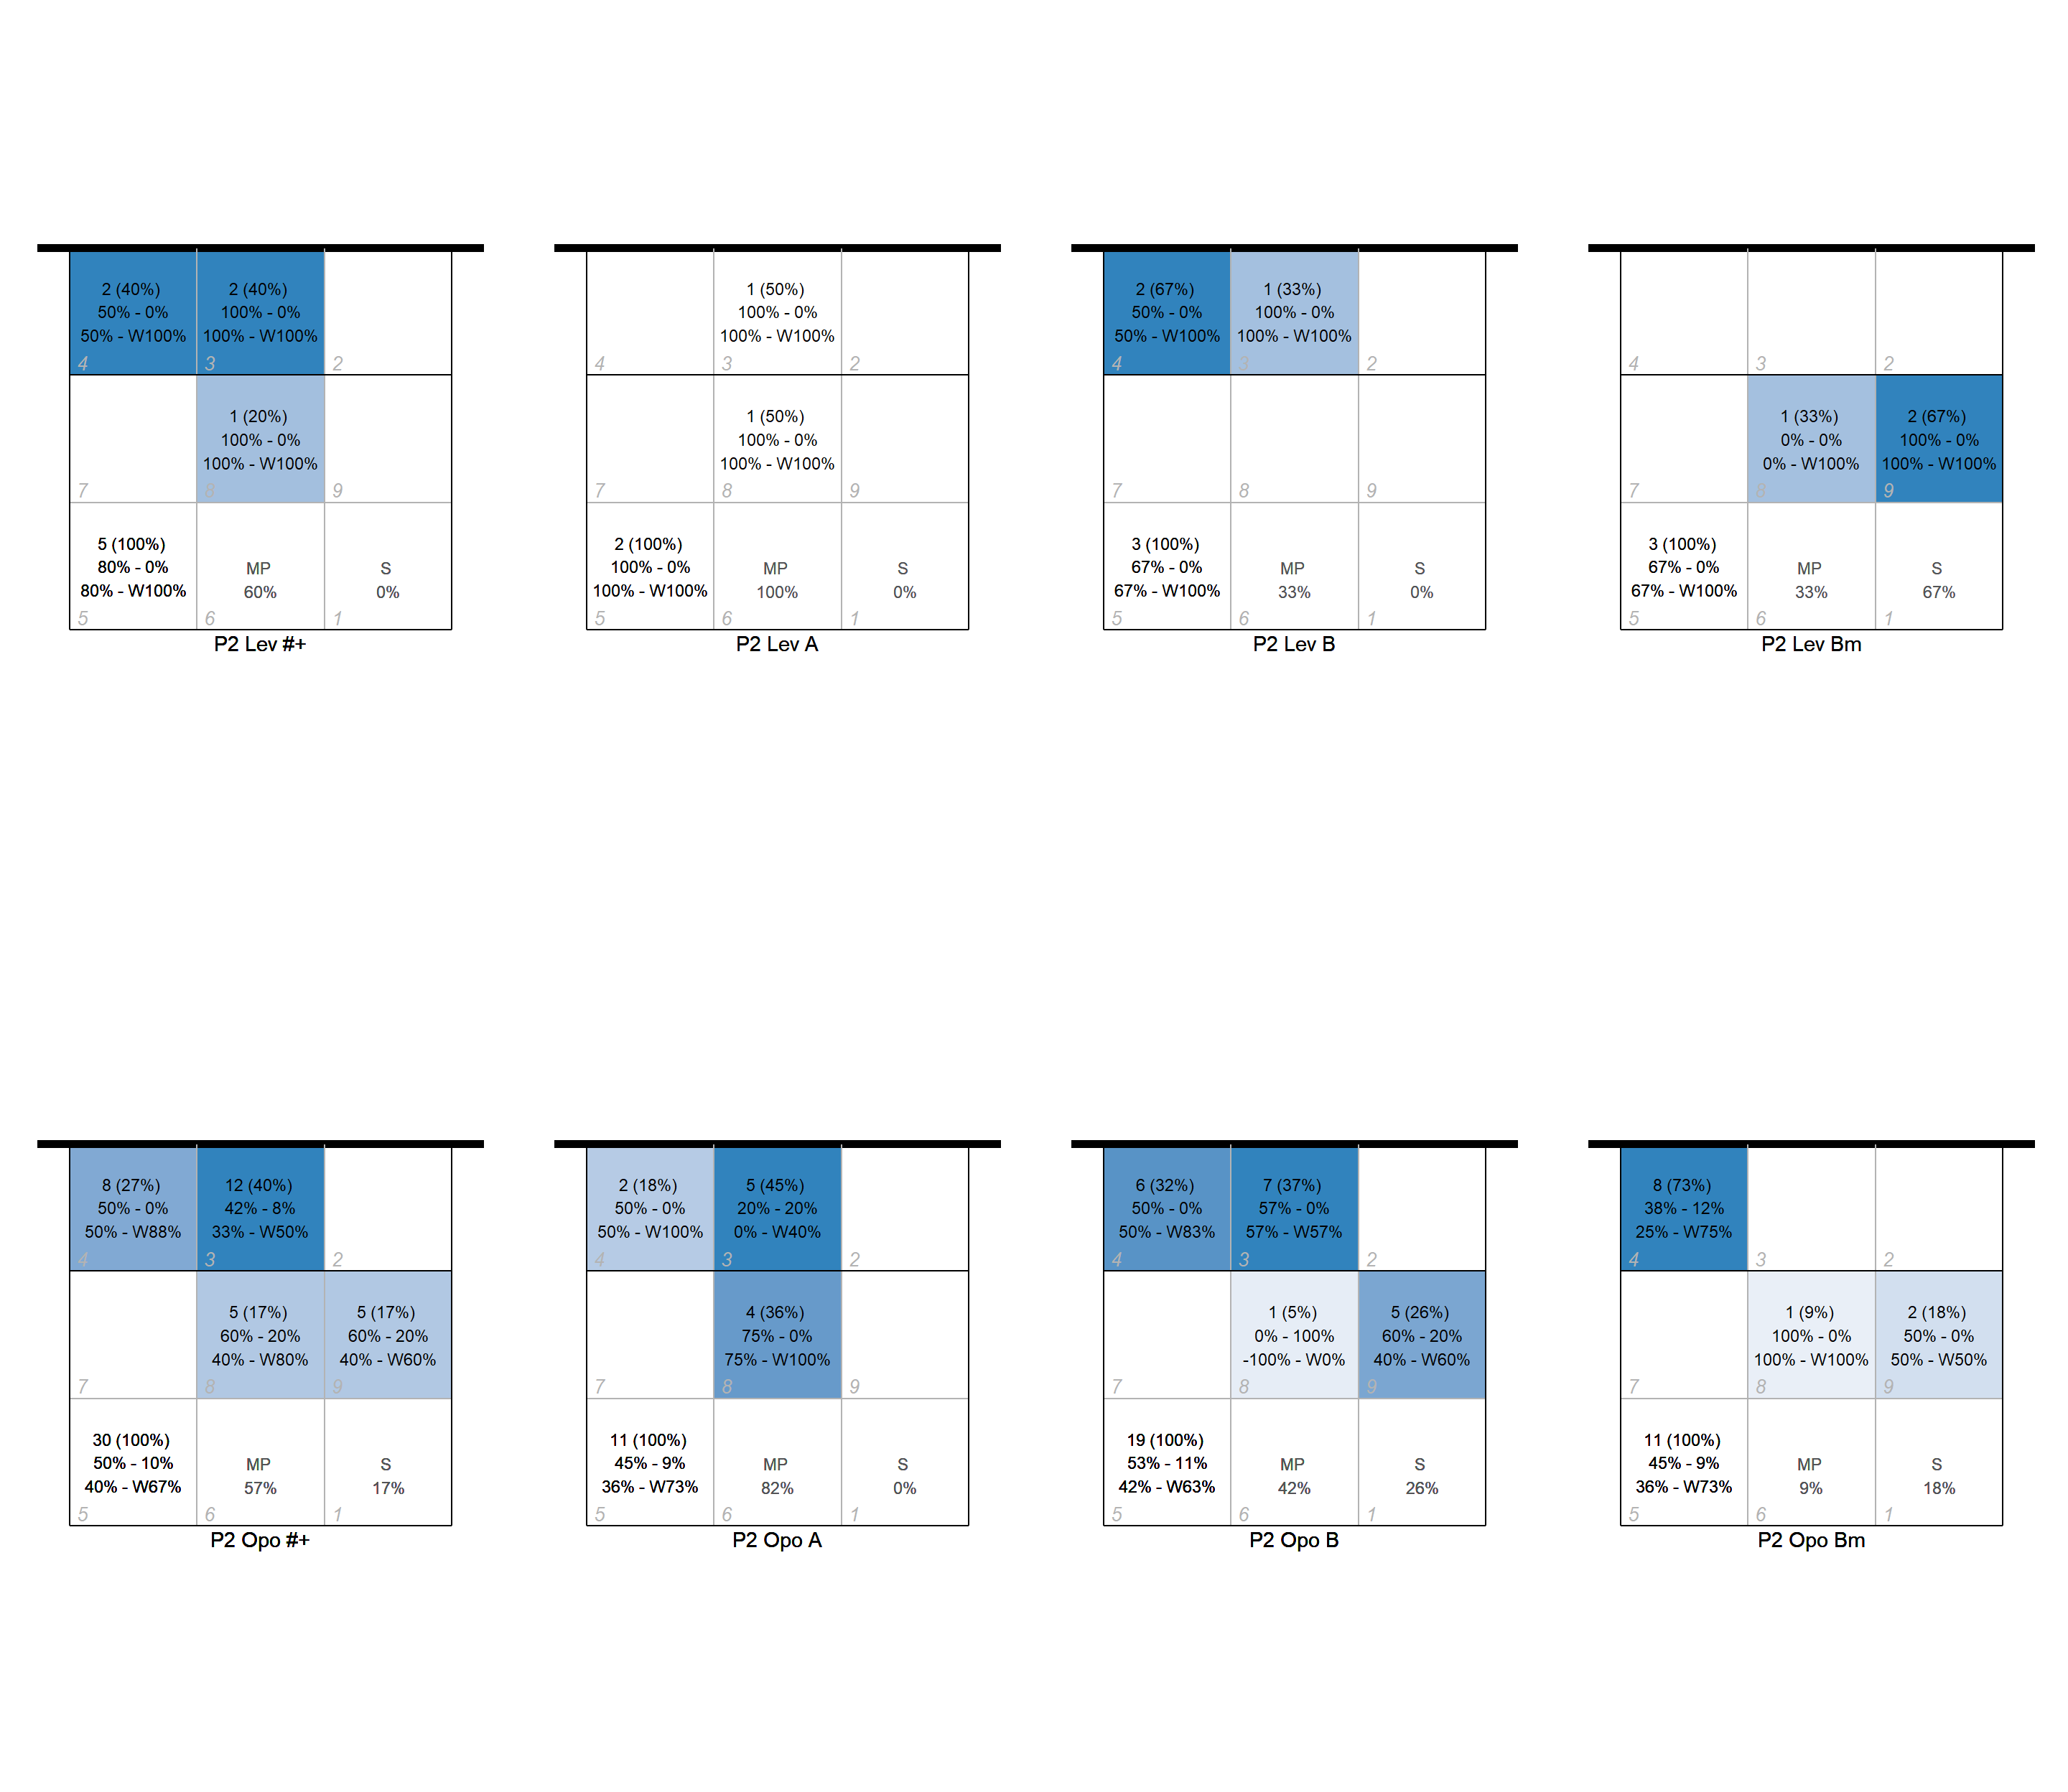 2 (40%)
50% - 0%
50% - W100%
4
2 (40%)
100% - 0%
100% - W100%
3
2
7
1 (20%)
100% - 0%
100% - W100%
8
9
5 (100%)
80% - 0%
80% - W100%
5
MP
60%
6
S
0%
1
P2 Lev #+
4
1 (50%)
100% - 0%
100% - W100%
3
2
7
1 (50%)
100% - 0%
100% - W100%
8
9
2 (100%)
100% - 0%
100% - W100%
5
MP
100%
6
S
0%
1
P2 Lev A
2 (67%)
50% - 0%
50% - W100%
4
1 (33%)
100% - 0%
100% - W100%
3
2
7
8
9
3 (100%)
67% - 0%
67% - W100%
5
MP
33%
6
S
0%
1
P2 Lev B
4
3
2
7
1 (33%)
0% - 0%
0% - W100%
8
2 (67%)
100% - 0%
100% - W100%
9
3 (100%)
67% - 0%
67% - W100%
5
MP
33%
6
S
67%
1
P2 Lev Bm
8 (27%)
50% - 0%
50% - W88%
4
12 (40%)
42% - 8%
33% - W50%
3
2
7
5 (17%)
60% - 20%
40% - W80%
8
5 (17%)
60% - 20%
40% - W60%
9
30 (100%)
50% - 10%
40% - W67%
5
MP
57%
6
S
17%
1
P2 Opo #+
2 (18%)
50% - 0%
50% - W100%
4
5 (45%)
20% - 20%
0% - W40%
3
2
7
4 (36%)
75% - 0%
75% - W100%
8
9
11 (100%)
45% - 9%
36% - W73%
5
MP
82%
6
S
0%
1
P2 Opo A
6 (32%)
50% - 0%
50% - W83%
4
7 (37%)
57% - 0%
57% - W57%
3
2
7
1 (5%)
0% - 100%
-100% - W0%
8
5 (26%)
60% - 20%
40% - W60%
9
19 (100%)
53% - 11%
42% - W63%
5
MP
42%
6
S
26%
1
P2 Opo B
8 (73%)
38% - 12%
25% - W75%
4
3
2
7
1 (9%)
100% - 0%
100% - W100%
8
2 (18%)
50% - 0%
50% - W50%
9
11 (100%)
45% - 9%
36% - W73%
5
MP
9%
6
S
18%
1
P2 Opo Bm